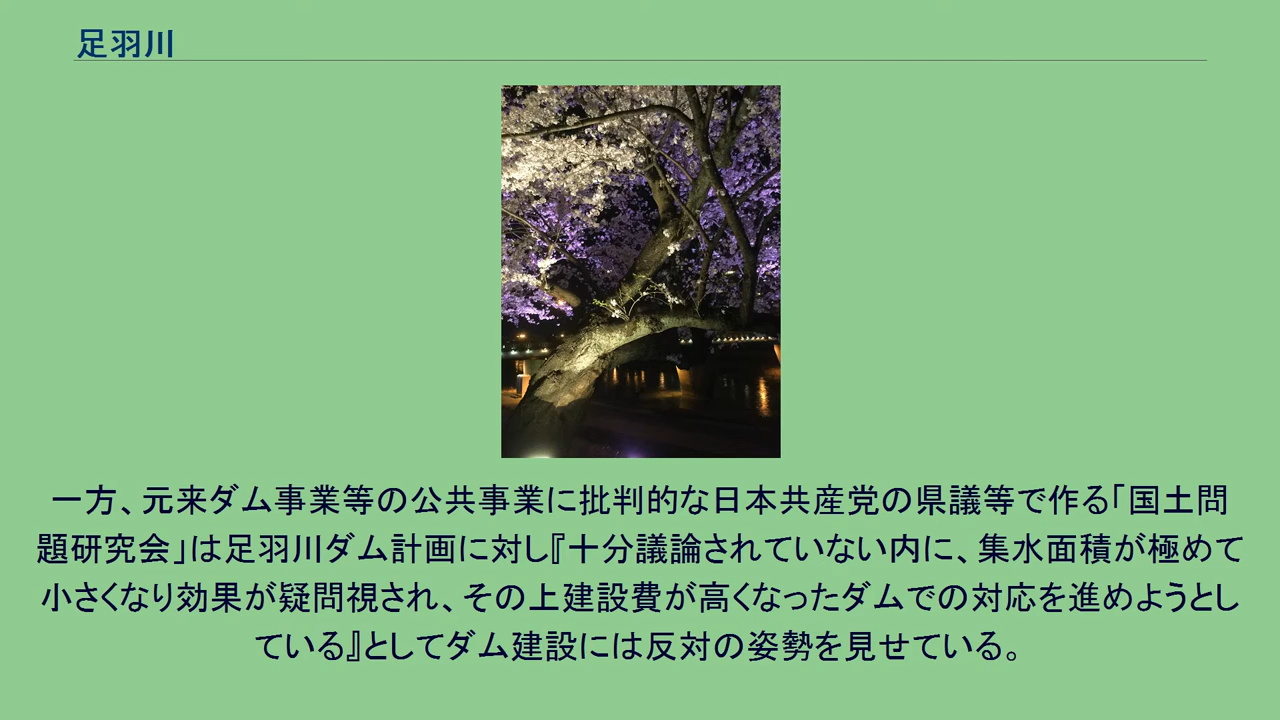 足羽川
一方、元来ダム事業等の公共事業に批判的な日本共産党の県議等で作る「国土問
題研究会」は足羽川ダム計画に対し『十分議論されていない内に、集水面積が極めて
小さくなり効果が疑問視され、その上建設費が高くなったダムでの対応を進めようとし
ている』としてダム建設には反対の姿勢を見せている。